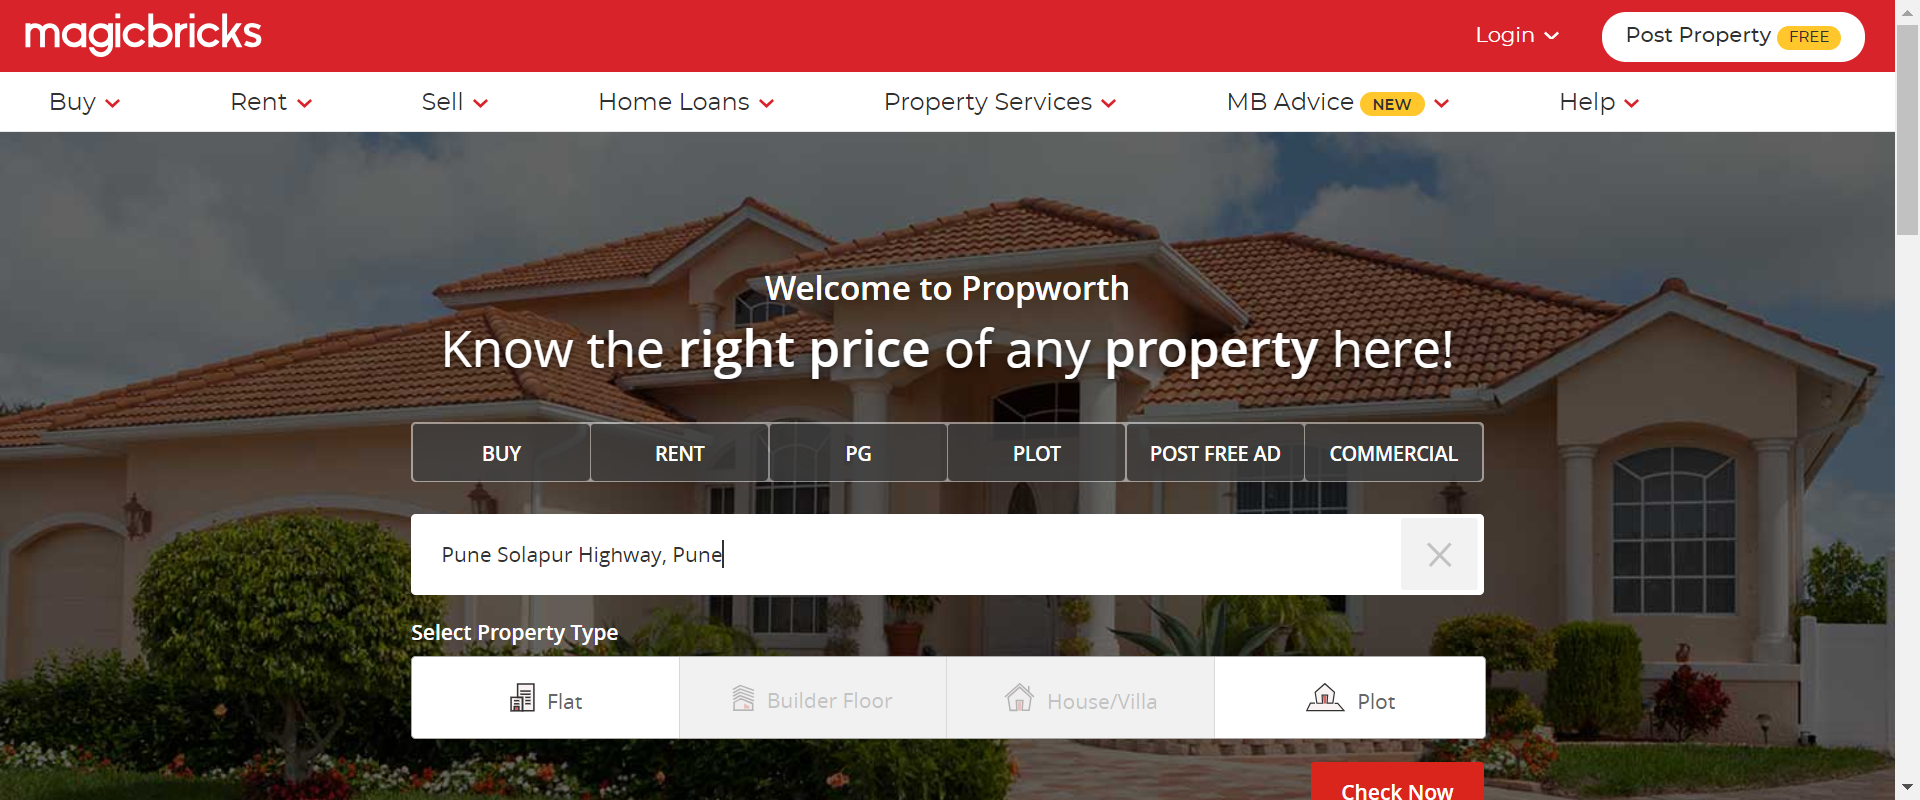 magicbricks
Login
Post Property FREE
Buy
Rent
Sell
Home Loans
Property Services
MB Advice NEW
Help
Welcome to Propworth
Know the right price of any property here!
BUY
RENT
PG
PLOT
POST FREE AD
COMMERCIAL
Pune Solapur Highway, Pune
Select Property Type
Flat
Builder Floor
House/Villa
Plot
Check Now